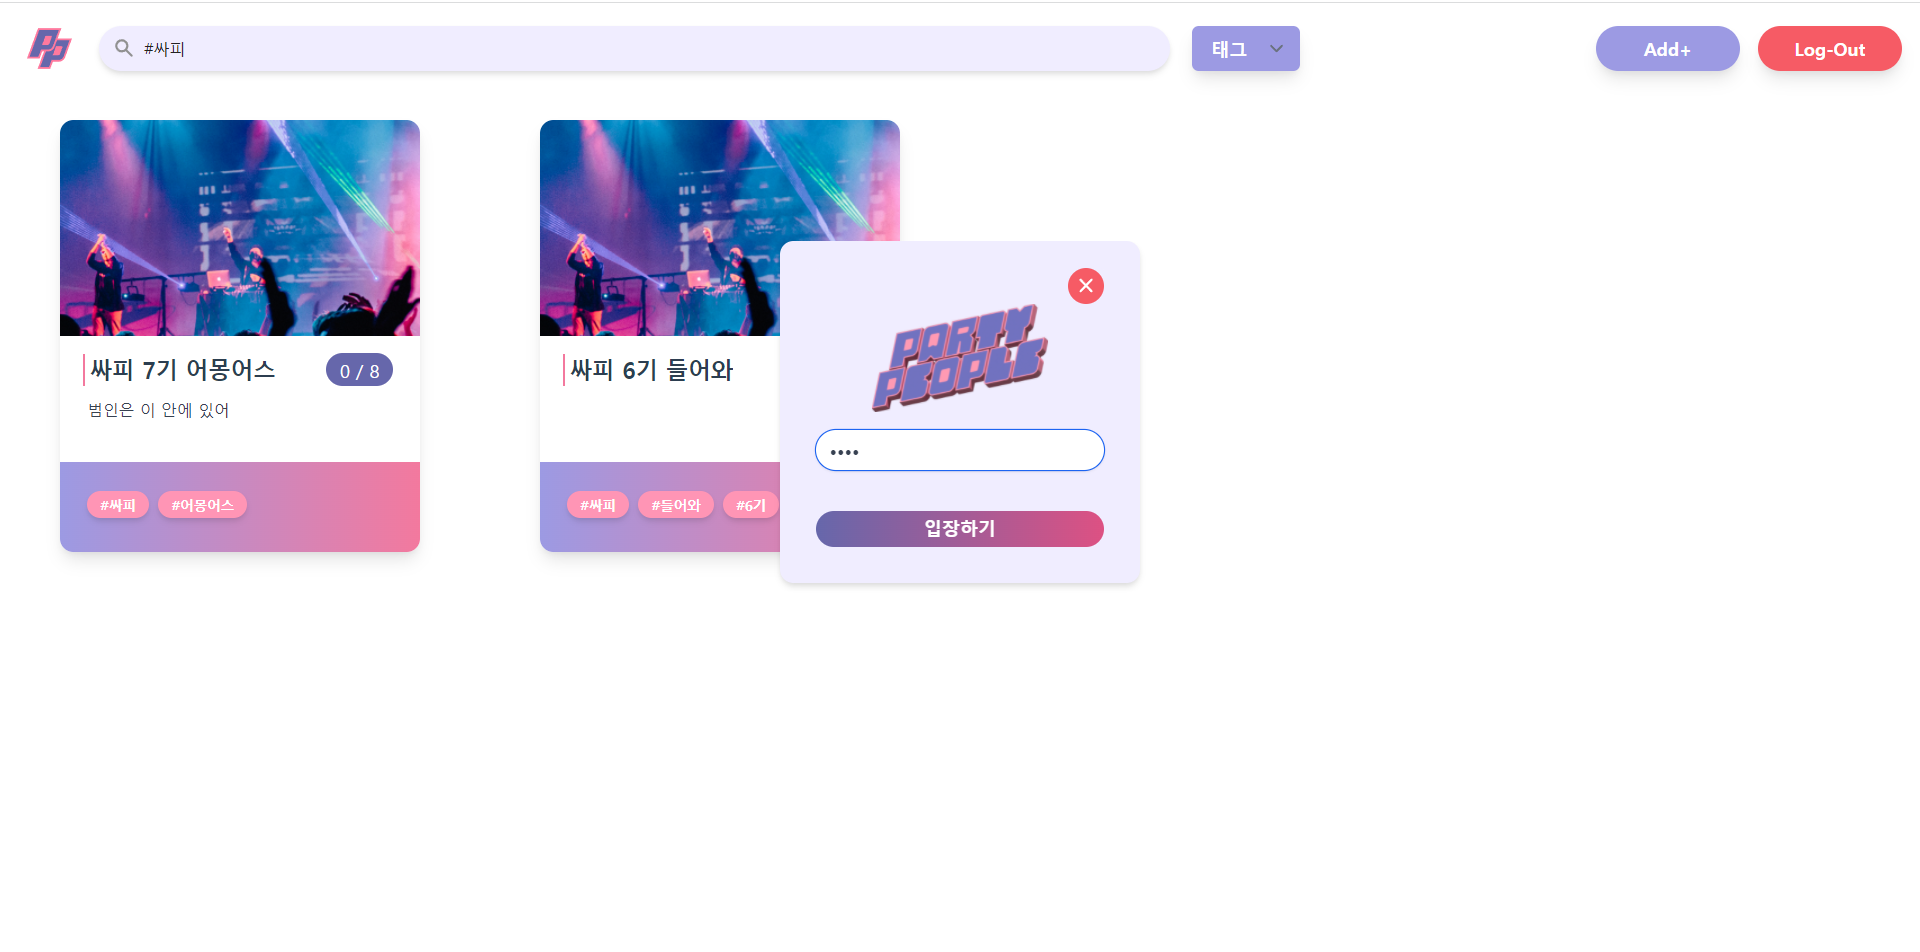 PP
#싸피
태그
Add+
Log-Out
싸피 7기 어몽어스
0 / 8
범인은 이 안에 있어
#싸피 #어몽어스
싸피 6기 들어와
#싸피 #들어와 #6기
PARTY
PEOPLE
••••
입장하기